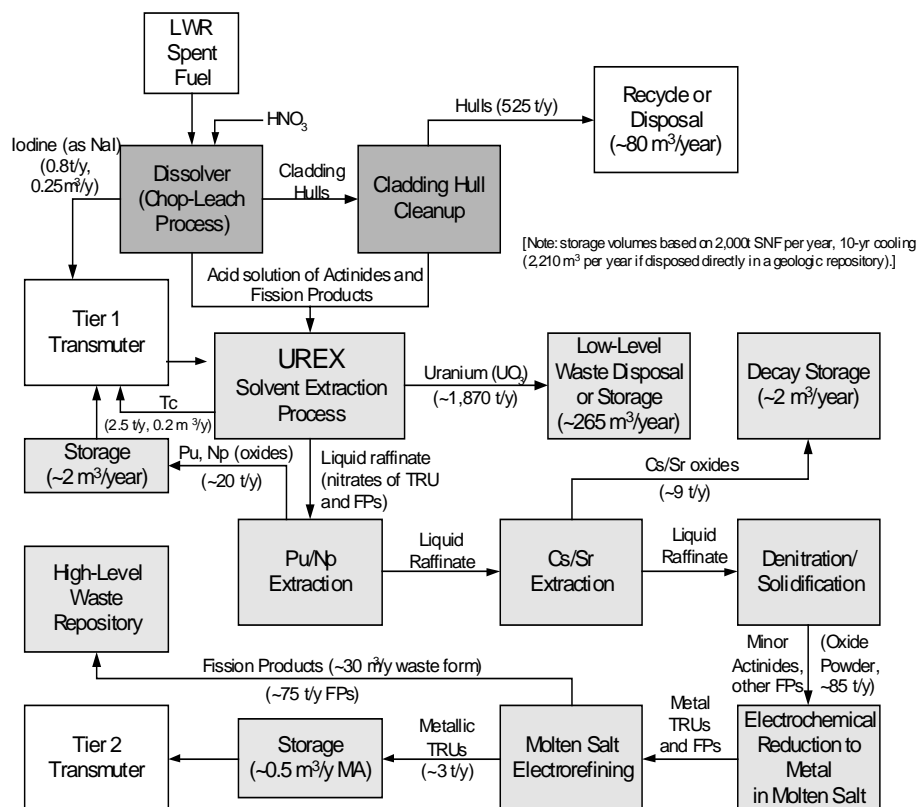 LWR
Spent
Fuel
HNO3
Iodine (as NaI)
(0.8t/y,
0.25m³/y)
Dissolver
(Chop-Leach
Process)
Cladding
Hulls
Cladding Hull
Cleanup
Hulls (525 t/y)
Recycle or
Disposal
(~80 m³/year)
[Note: storage volumes based on 2,000t SNF per year, 10-yr cooling
(2,210 m³ per year if disposed directly in a geologic repository).]
Acid solution of Actinides and
Fission Products
Tier 1
Transmuter
UREX
Solvent Extraction
Process
Uranium (UO3)
(~1,870 t/y)
Low-Level
Waste Disposal
or Storage
(~265 m³/year)
Decay Storage
(~2 m³/year)
Tc
(2.5 t/y, 0.2 m³/y)
Storage
(~2 m³/year)
Pu, Np (oxides)
(~20 t/y)
Liquid raffinate
(nitrates of TRU
and FPs)
Cs/Sr oxides
(~9 t/y)
High-Level
Waste
Repository
Pu/Np
Extraction
Liquid
Raffinate
Cs/Sr
Extraction
Liquid
Raffinate
Denitration/
Solidification
Minor
Actinides,
other FPs
(Oxide
Powder,
~85 t/y)
Fission Products (~30 m³/y waste form)
(~75 t/y FPs)
Tier 2
Transmuter
Storage
(~0.5 m³/y MA)
Metallic
TRUs
(~3 t/y)
Molten Salt
Electrorefining
Metal
TRUs
and FPs
Electrochemical
Reduction to
Metal
in Molten Salt